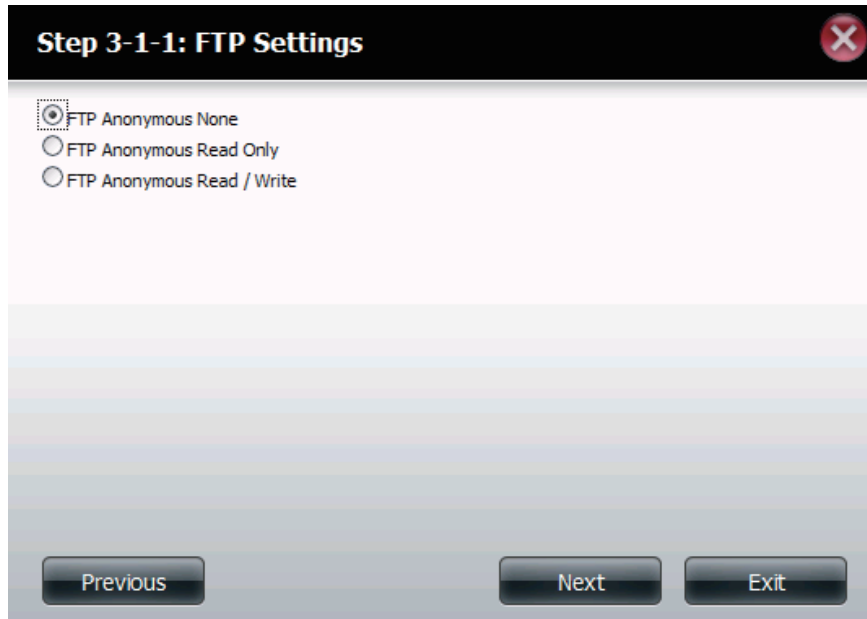 Step 3-1-1: FTP Settings
FTP Anonymous None
FTP Anonymous Read Only
FTP Anonymous Read / Write
Previous Next Exit